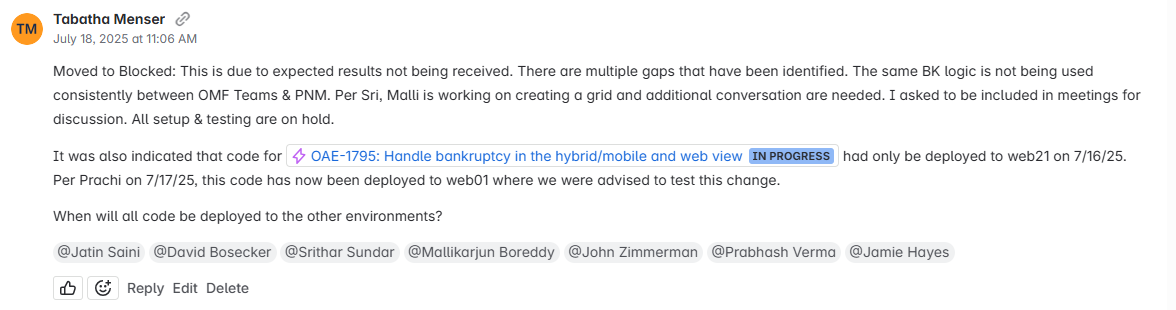 TM
Tabatha Menser
July 18, 2025 at 11:06 AM
Moved to Blocked: This is due to expected results not being received. There are multiple gaps that have been identified. The same BK logic is not being used
consistently between OMF Teams & PNM. Per Sri, Malli is working on creating a grid and additional conversation are needed. I asked to be included in meetings for
discussion. All setup & testing are on hold.
It was also indicated that code for OAE-1795: Handle bankruptcy in the hybrid/mobile and web view IN PROGRESS had only be deployed to web21 on 7/16/25.
Per Prachi on 7/17/25, this code has now been deployed to web01 where we were advised to test this change.
When will all code be deployed to the other environments?
@Jatin Saini @David Bosecker @Srithar Sundar @Mallikarjun Boreddy @John Zimmerman @Prabhash Verma @Jamie Hayes
Reply Edit Delete